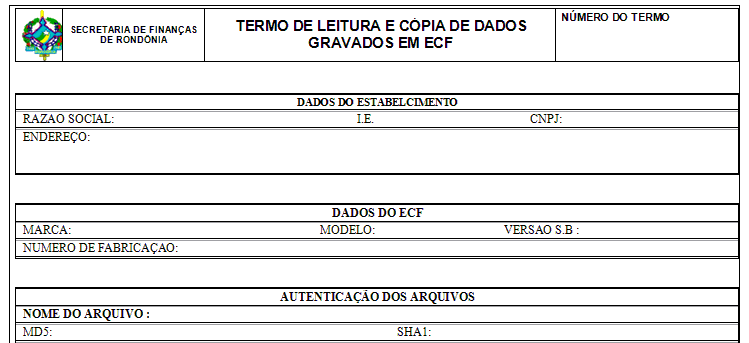 SECRETARIA DE FINANÇAS
DE RONDÔNIA
TERMO DE LEITURA E CÓPIA DE DADOS
GRAVADOS EM ECF
NÚMERO DO TERMO
DADOS DO ESTABELCIMENTO
RAZAO SOCIAL: I.E. CNPJ:
ENDEREÇO:
DADOS DO ECF
MARCA: MODELO: VERSAO S.B :
NUMERO DE FABRICAÇAO:
AUTENTICAÇÃO DOS ARQUIVOS
NOME DO ARQUIVO :
MD5: SHA1: